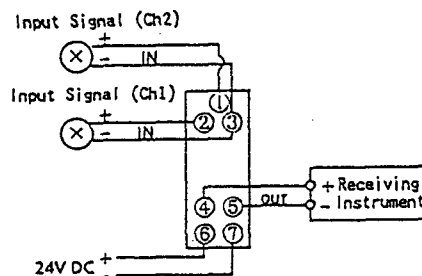 Input Signal (Ch2)
+
- IN
①
Input Signal (Ch1)
+
② ③
- IN
④ ⑤
+ Receiving
OUT - Instrument
⑥ ⑦
24V DC +
-